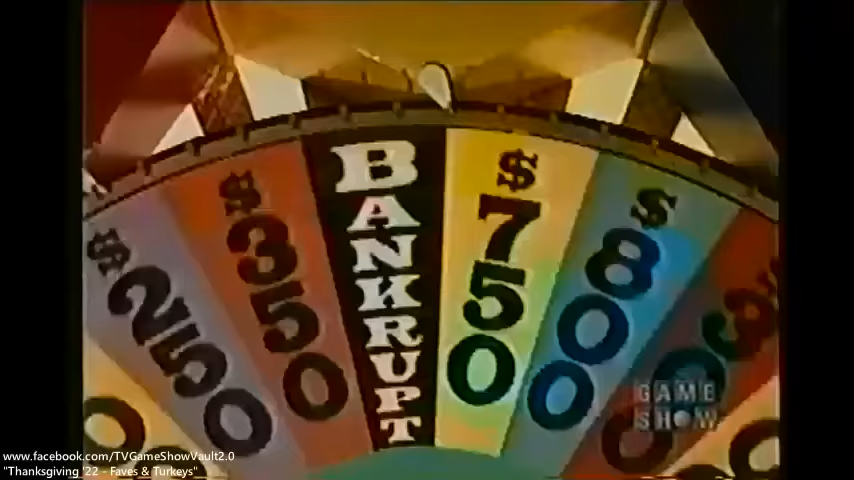 $250
$350
BANKRUPT
$750
$800
GAME
SHOW
www.facebook.com/TVGameShowVault2.0
"Thanksgiving '22 - Faves & Turkeys"